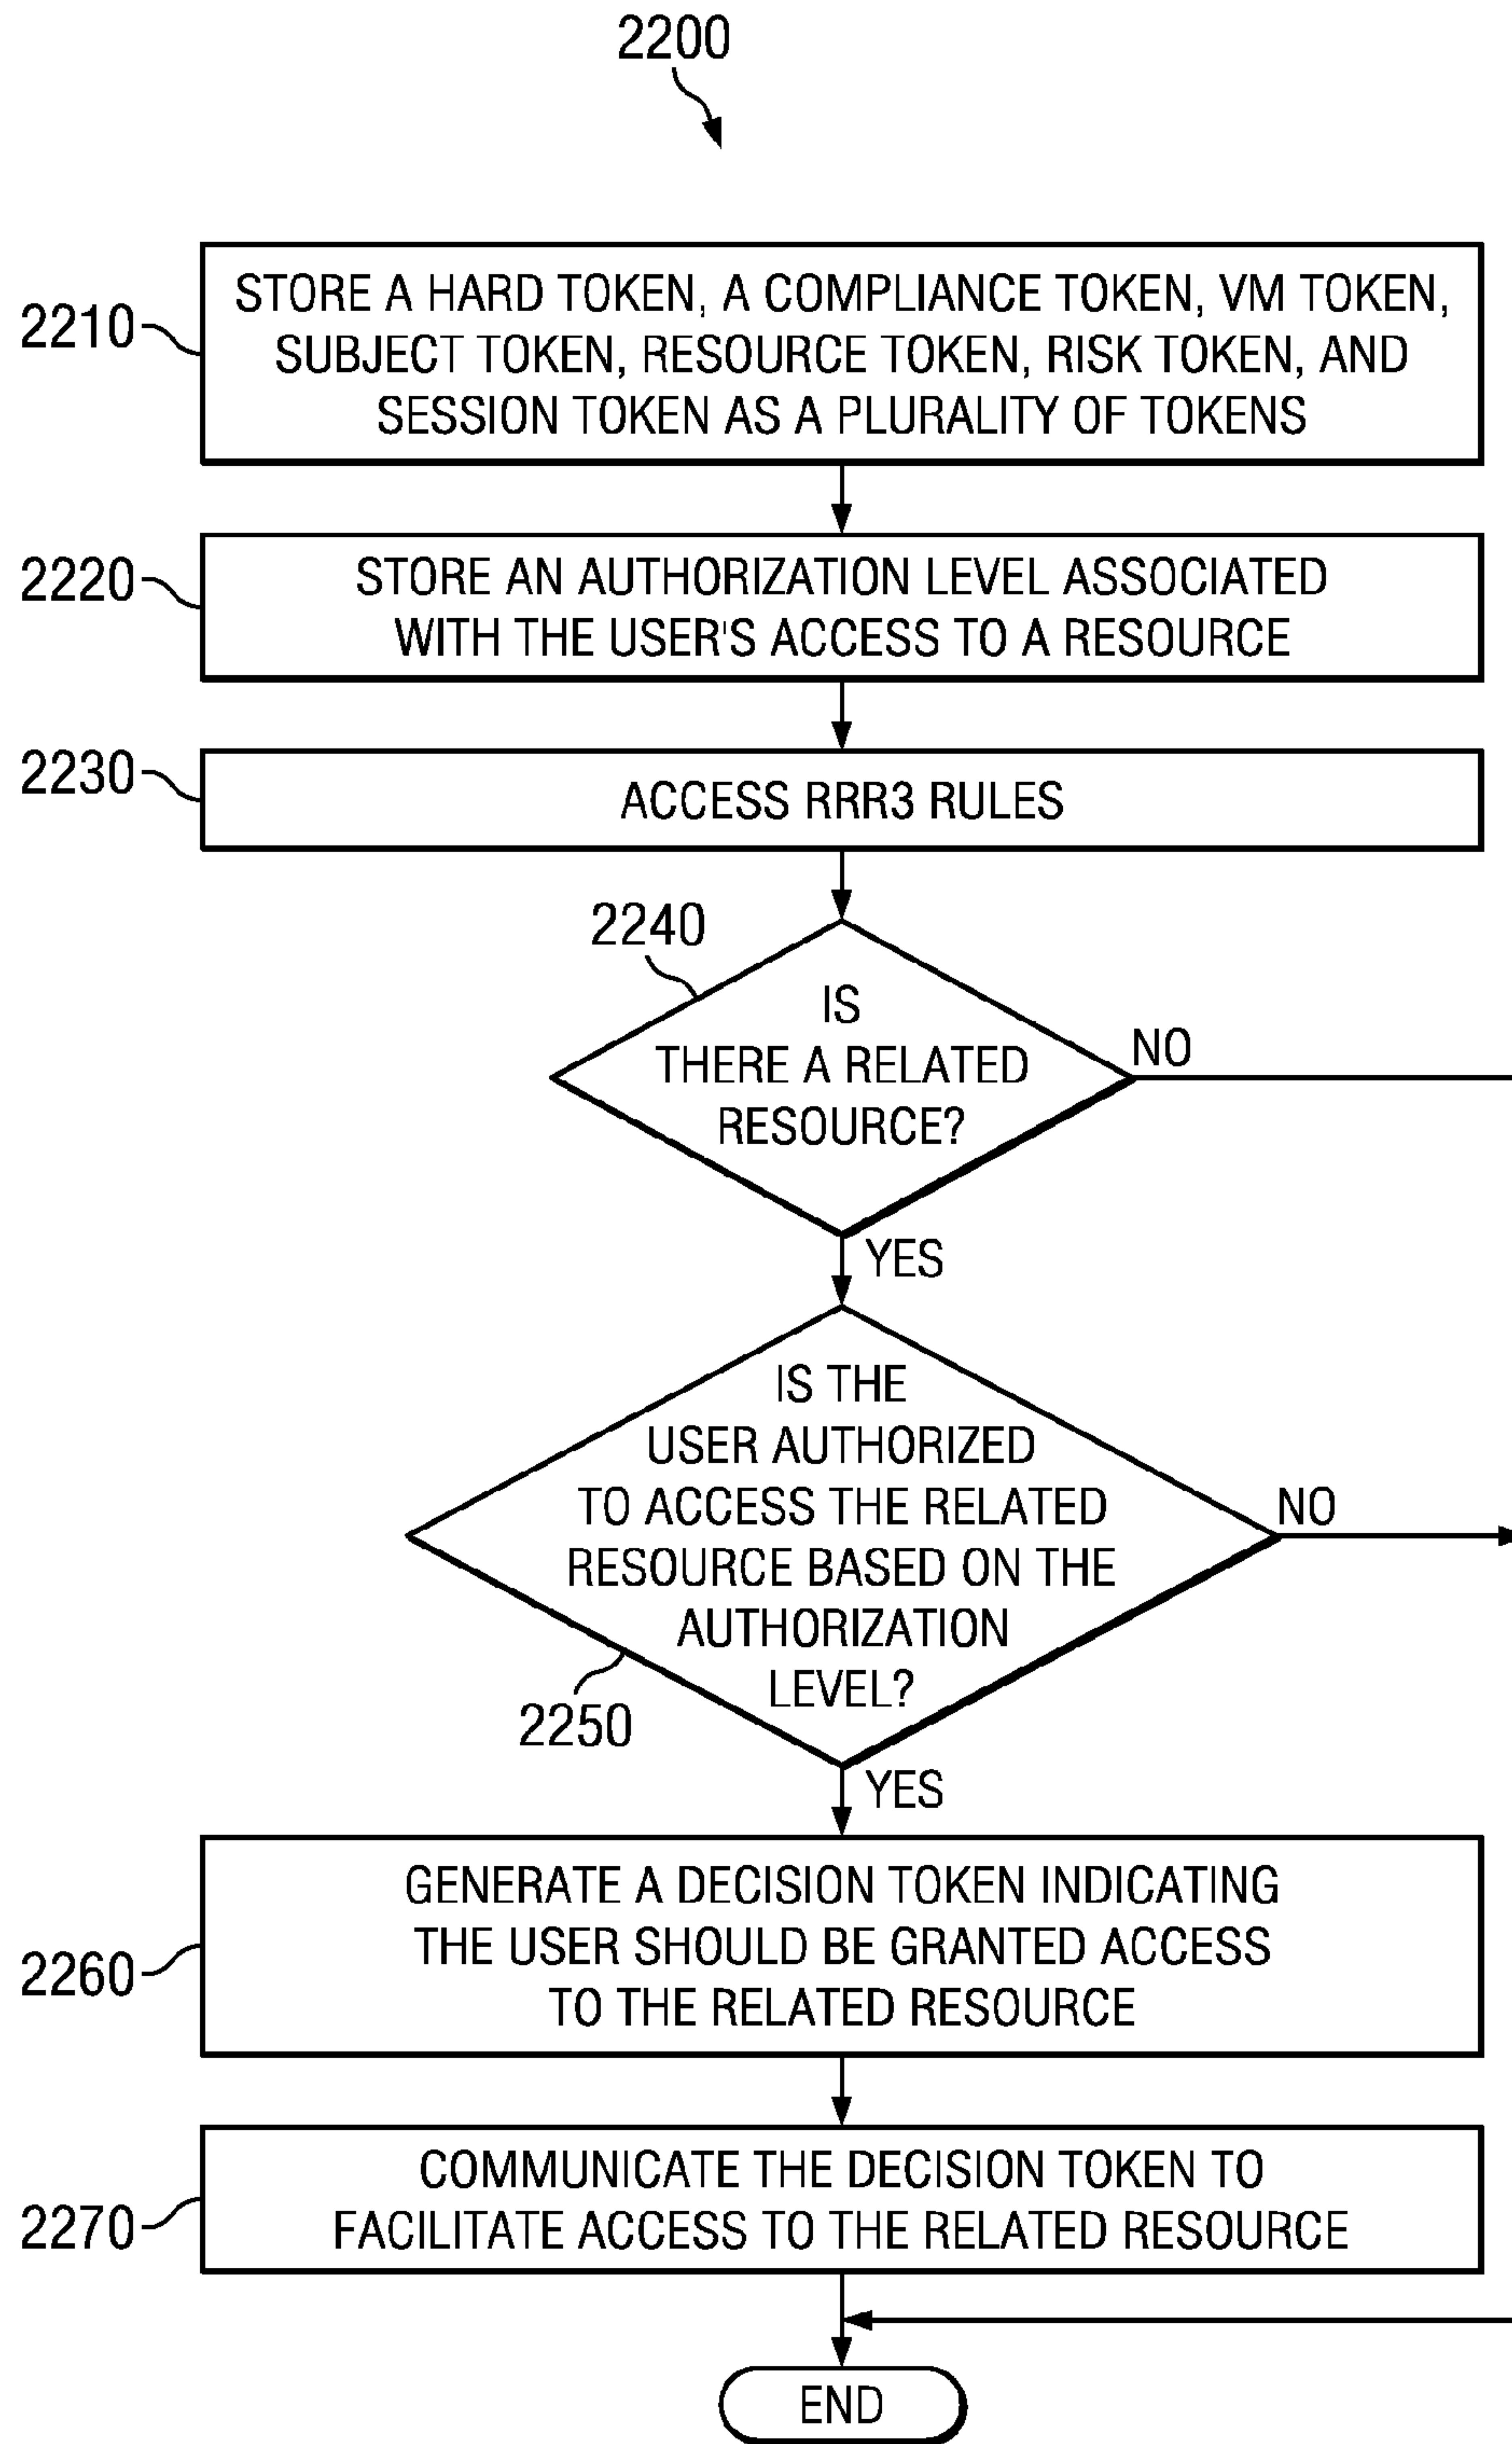 2200
2210
STORE A HARD TOKEN, A COMPLIANCE TOKEN, VM TOKEN,
SUBJECT TOKEN, RESOURCE TOKEN, RISK TOKEN, AND
SESSION TOKEN AS A PLURALITY OF TOKENS
2220
STORE AN AUTHORIZATION LEVEL ASSOCIATED
WITH THE USER'S ACCESS TO A RESOURCE
2230
ACCESS RRR3 RULES
2240
IS
THERE A RELATED
RESOURCE?
NO
YES
IS THE
USER AUTHORIZED
TO ACCESS THE RELATED
RESOURCE BASED ON THE
AUTHORIZATION
LEVEL?
NO
2250
YES
2260
GENERATE A DECISION TOKEN INDICATING
THE USER SHOULD BE GRANTED ACCESS
TO THE RELATED RESOURCE
2270
COMMUNICATE THE DECISION TOKEN TO
FACILITATE ACCESS TO THE RELATED RESOURCE
END